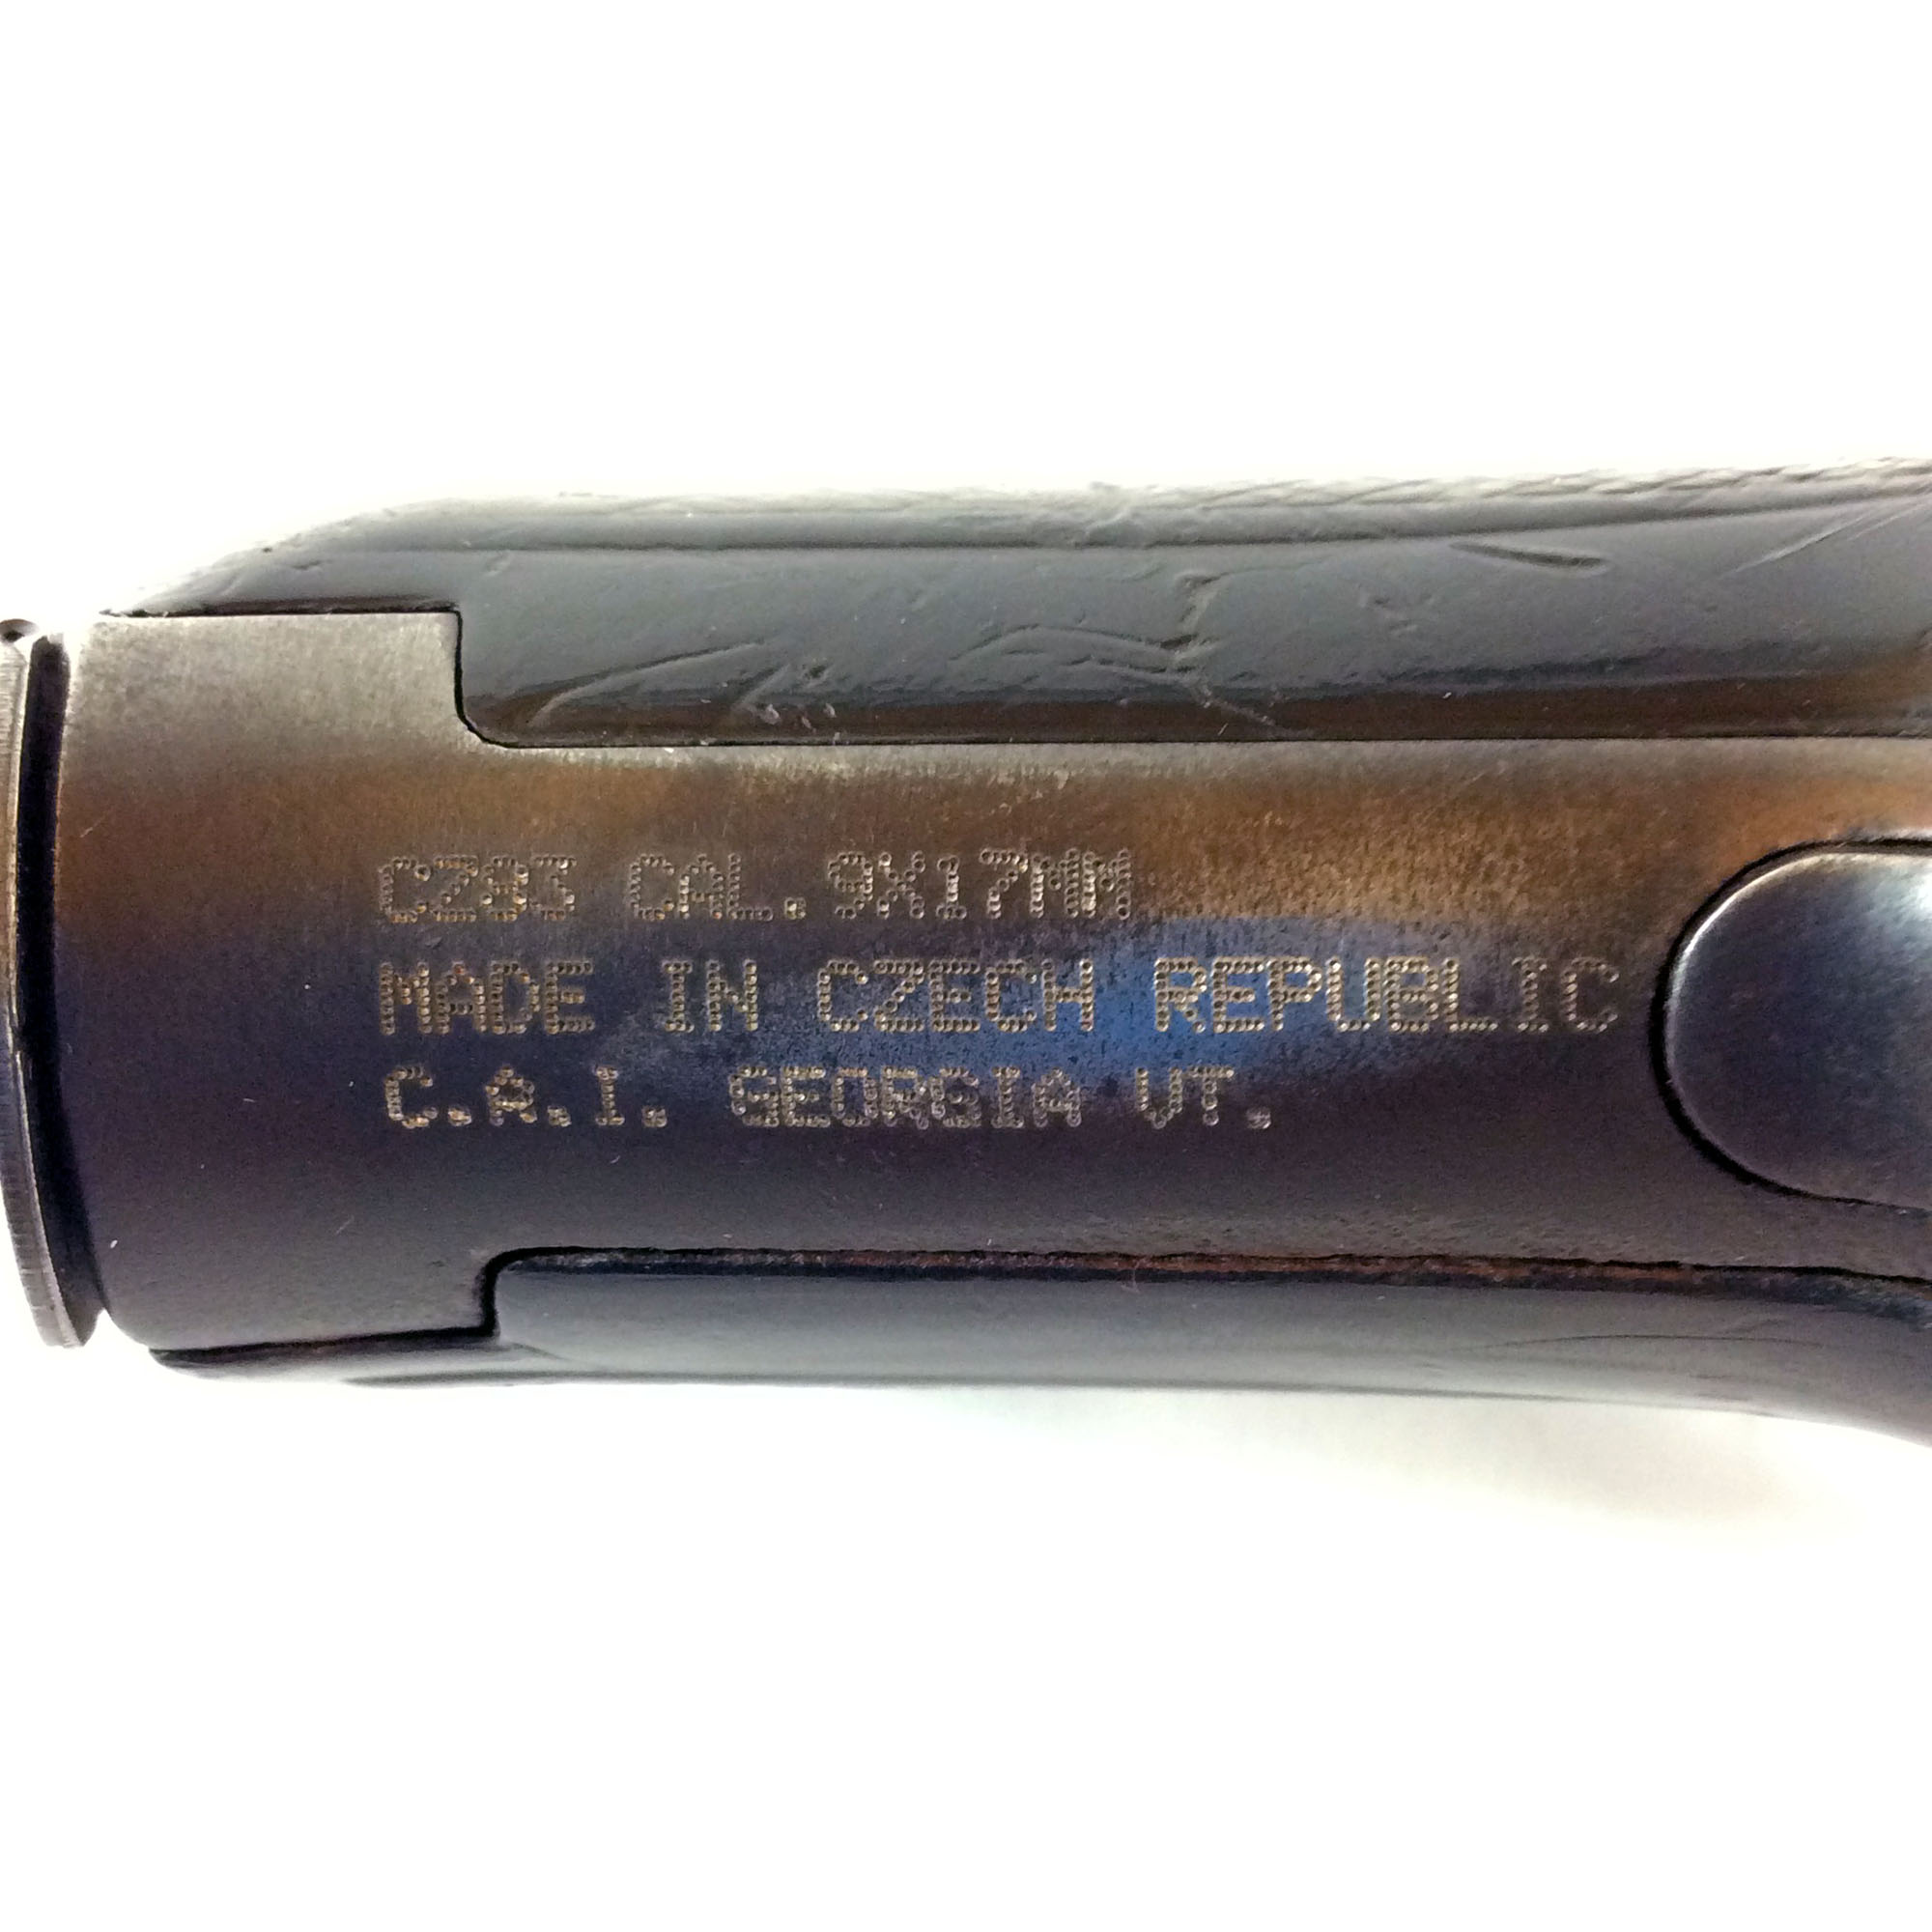 CZ83 CAL.9X17MM
MADE IN CZECH REPUBLIC
C.A.I. GEORGIA VT.